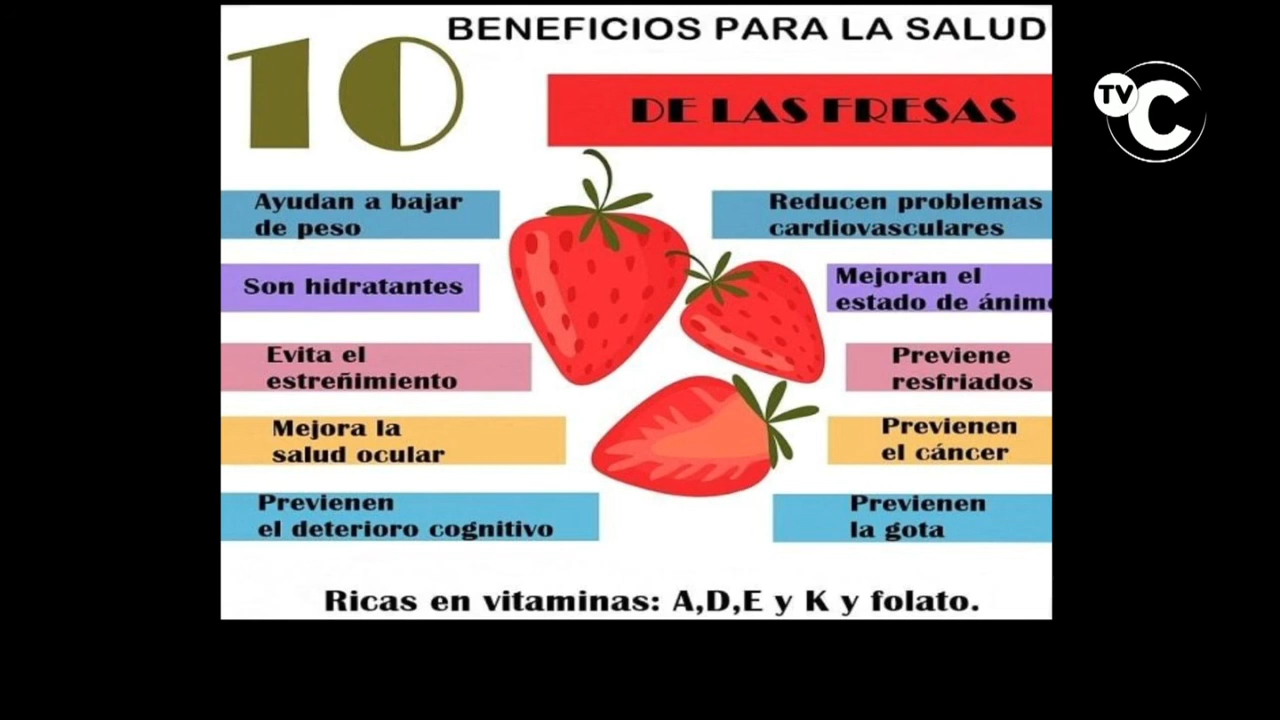 10
BENEFICIOS PARA LA SALUD
DE LAS FRESAS
TV C
Ayudan a bajar
de peso
Son hidratantes
Evita el
estreñimiento
Mejora la
salud ocular
Previenen
el deterioro cognitivo
Reducen problemas
cardiovasculares
Mejoran el
estado de ánimo
Previene
resfriados
Previenen
el cáncer
Previenen
la gota
Ricas en vitaminas: A,D,E y K y folato.